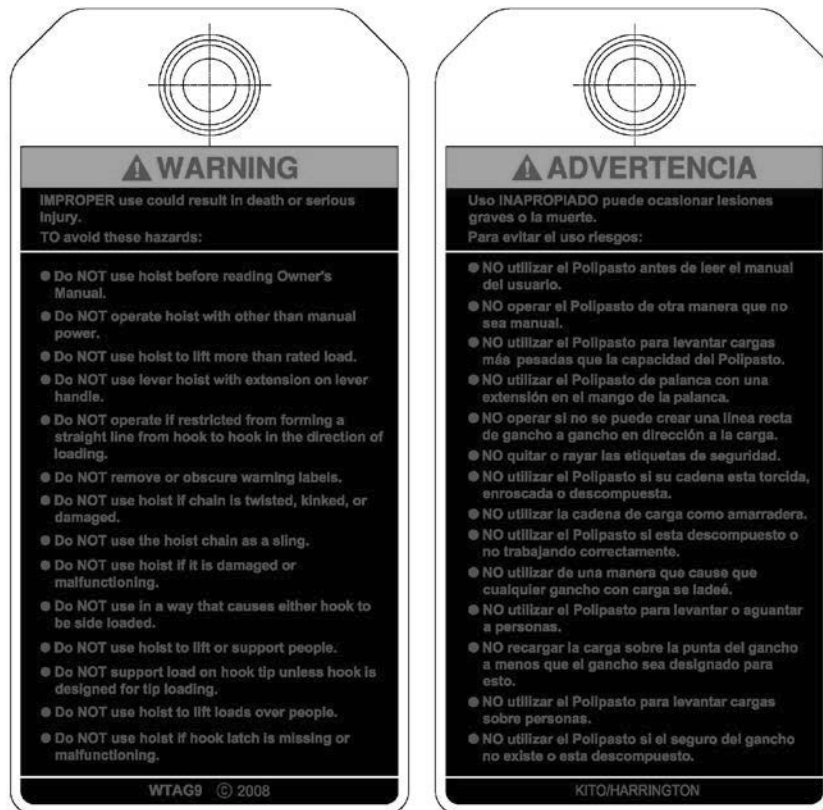 WARNING
IMPROPER use could result in death or serious
injury.
TO avoid these hazards:
● Do NOT use hoist before reading Owner's
Manual.
● Do NOT operate hoist with other than manual
power.
● Do NOT use hoist to lift more than rated load.
● Do NOT use lever hoist with extension on lever
handle.
● Do NOT operate if restricted from forming a
straight line from hook to hook in the direction of
loading.
● Do NOT remove or obscure warning labels.
● Do NOT use hoist if chain is twisted, kinked, or
damaged.
● Do NOT use the hoist chain as a sling.
● Do NOT use hoist if it is damaged or
malfunctioning.
● Do NOT use in a way that causes either hook to
be side loaded.
● Do NOT use hoist to lift or support people.
● Do NOT support load on hook tip unless hook is
designed for tip loading.
● Do NOT use hoist to lift loads over people.
● Do NOT use hoist if hook latch is missing or
malfunctioning.
WTAG9 © 2008
ADVERTENCIA
Uso INAPROPIADO puede ocasionar lesiones
graves o la muerte.
Para evitar el uso riesgos:
● NO utilizar el Polipasto antes de leer el manual
del usuario.
● NO operar el Polipasto de otra manera que no
sea manual.
● NO utilizar el Polipasto para levantar cargas
más pesadas que la capacidad del Polipasto.
● NO utilizar el Polipasto de palanca con una
extensión en el mango de la palanca.
● NO operar si no se puede crear una linea recta
de gancho a gancho en dirección a la carga.
● NO quitar o rayar las etiquetas de seguridad.
● NO utilizar el Polipasto si su cadena esta torcida,
enroscada o descompuesta.
● NO utilizar la cadena de carga como amarradera.
● NO utilizar el Polipasto si esta descompuesto o
no trabajando correctamente.
● NO utilizar de una manera que cause que
cualquier gancho con carga se ladeé.
● NO utilizar el Polipasto para levantar o aguantar
a personas.
● NO recargar la carga sobre la punta del gancho
a menos que el gancho sea designado para
esto.
● NO utilizar el Polipasto para levantar cargas
sobre personas.
● NO utilizar el Polipasto si el seguro del gancho
no existe o esta descompuesto.
KITO/HARRINGTON